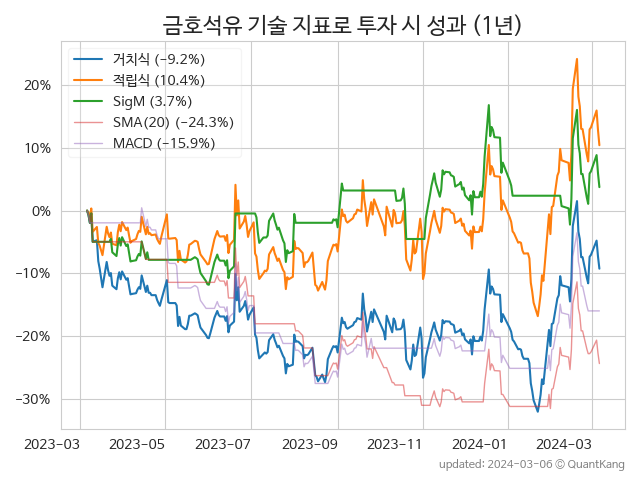 금호석유 기술 지표로 투자 시 성과 (1년)
거치식 (−9.2%)
적립식 (10.4%)
SigM (3.7%)
SMA(20) (−24.3%)
MACD (−15.9%)
20%
10%
0%
−10%
−20%
−30%
2023−03 2023−05 2023−07 2023−09 2023−11 2024−01 2024−03
updated: 2024-03-06 © QuantKang